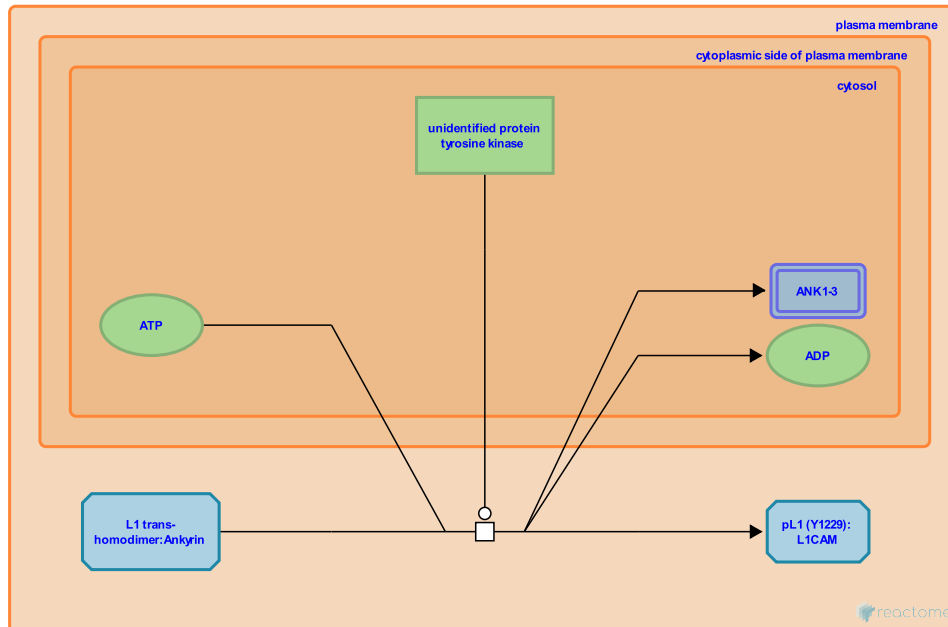 plasma membrane
cytoplasmic side of plasma membrane
cytosol
unidentified protein
tyrosine kinase
ANK1-3
ATP
ADP
L1 trans-
homodimer:Ankyrin
pL1 (Y1229):
L1CAM
reactome